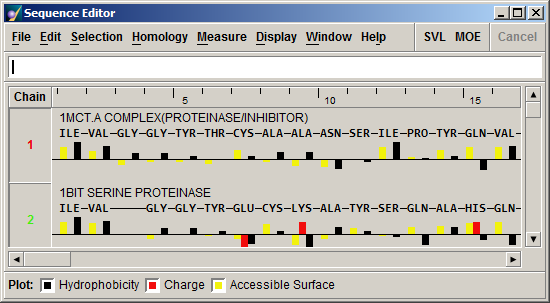 Sequence Editor
File Edit Selection Homology Measure Display Window Help SVL MOE Cancel
Chain 5 10 15
1MCT.A COMPLEX(PROTEINASE/INHIBITOR)
1 ILE—VAL—GLY—GLY—TYR—THR—CYS—ALA—ALA—ASN—SER—ILE—PRO—TYR—GLN—VAL—
1BIT SERINE PROTEINASE
2 ILE—VAL———GLY—GLY—TYR—GLU—CYS—LYS—ALA—TYR—SER—GLN—ALA—HIS—GLN—
Plot: Hydrophobicity Charge Accessible Surface